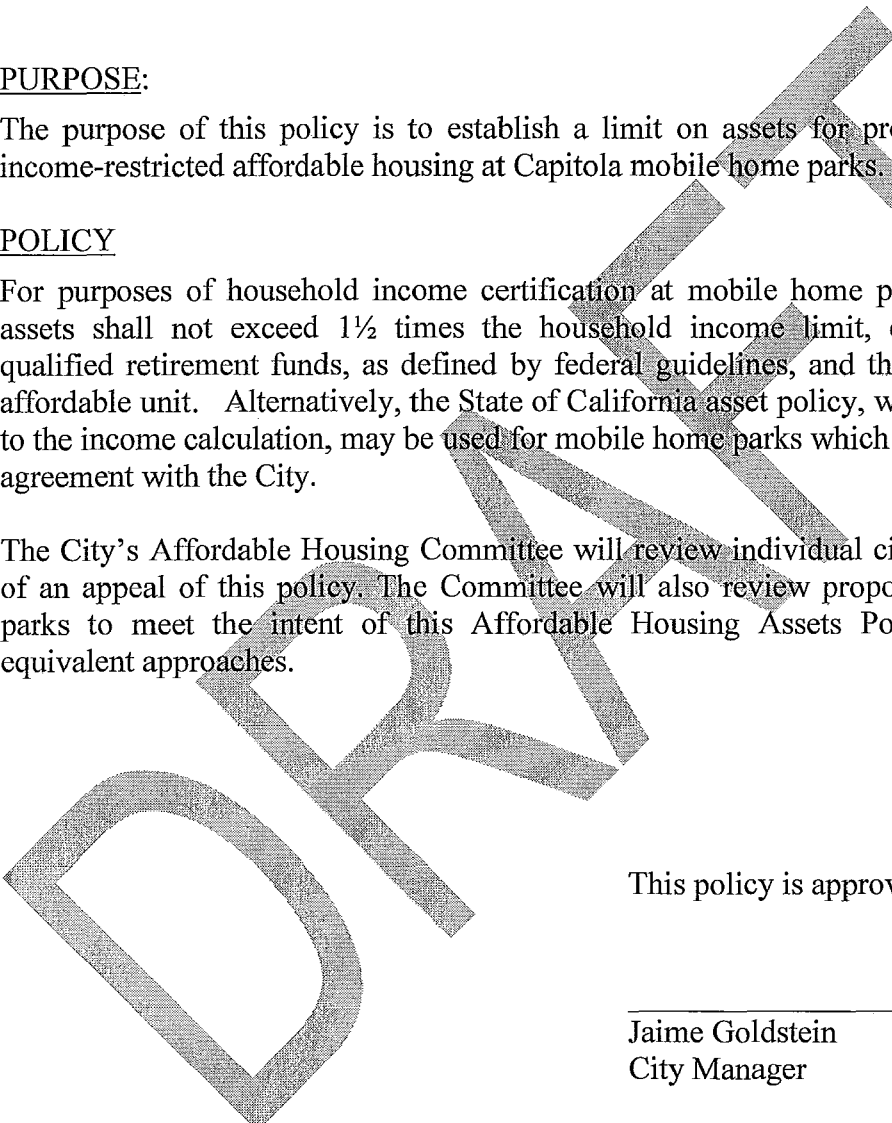 PURPOSE:
The purpose of this policy is to establish a limit on assets for pro
income-restricted affordable housing at Capitola mobile home parks.
POLICY
For purposes of household income certification at mobile home p
assets shall not exceed 1½ times the household income limit,
qualified retirement funds, as defined by federal guidelines, and th
affordable unit. Alternatively, the State of California asset policy, w
to the income calculation, may be used for mobile home parks which
agreement with the City.
The City's Affordable Housing Committee will review individual ci
of an appeal of this policy. The Committee will also review propo
parks to meet the intent of this Affordable Housing Assets Po
equivalent approaches.
DRAFT
This policy is approv
Jaime Goldstein
City Manager